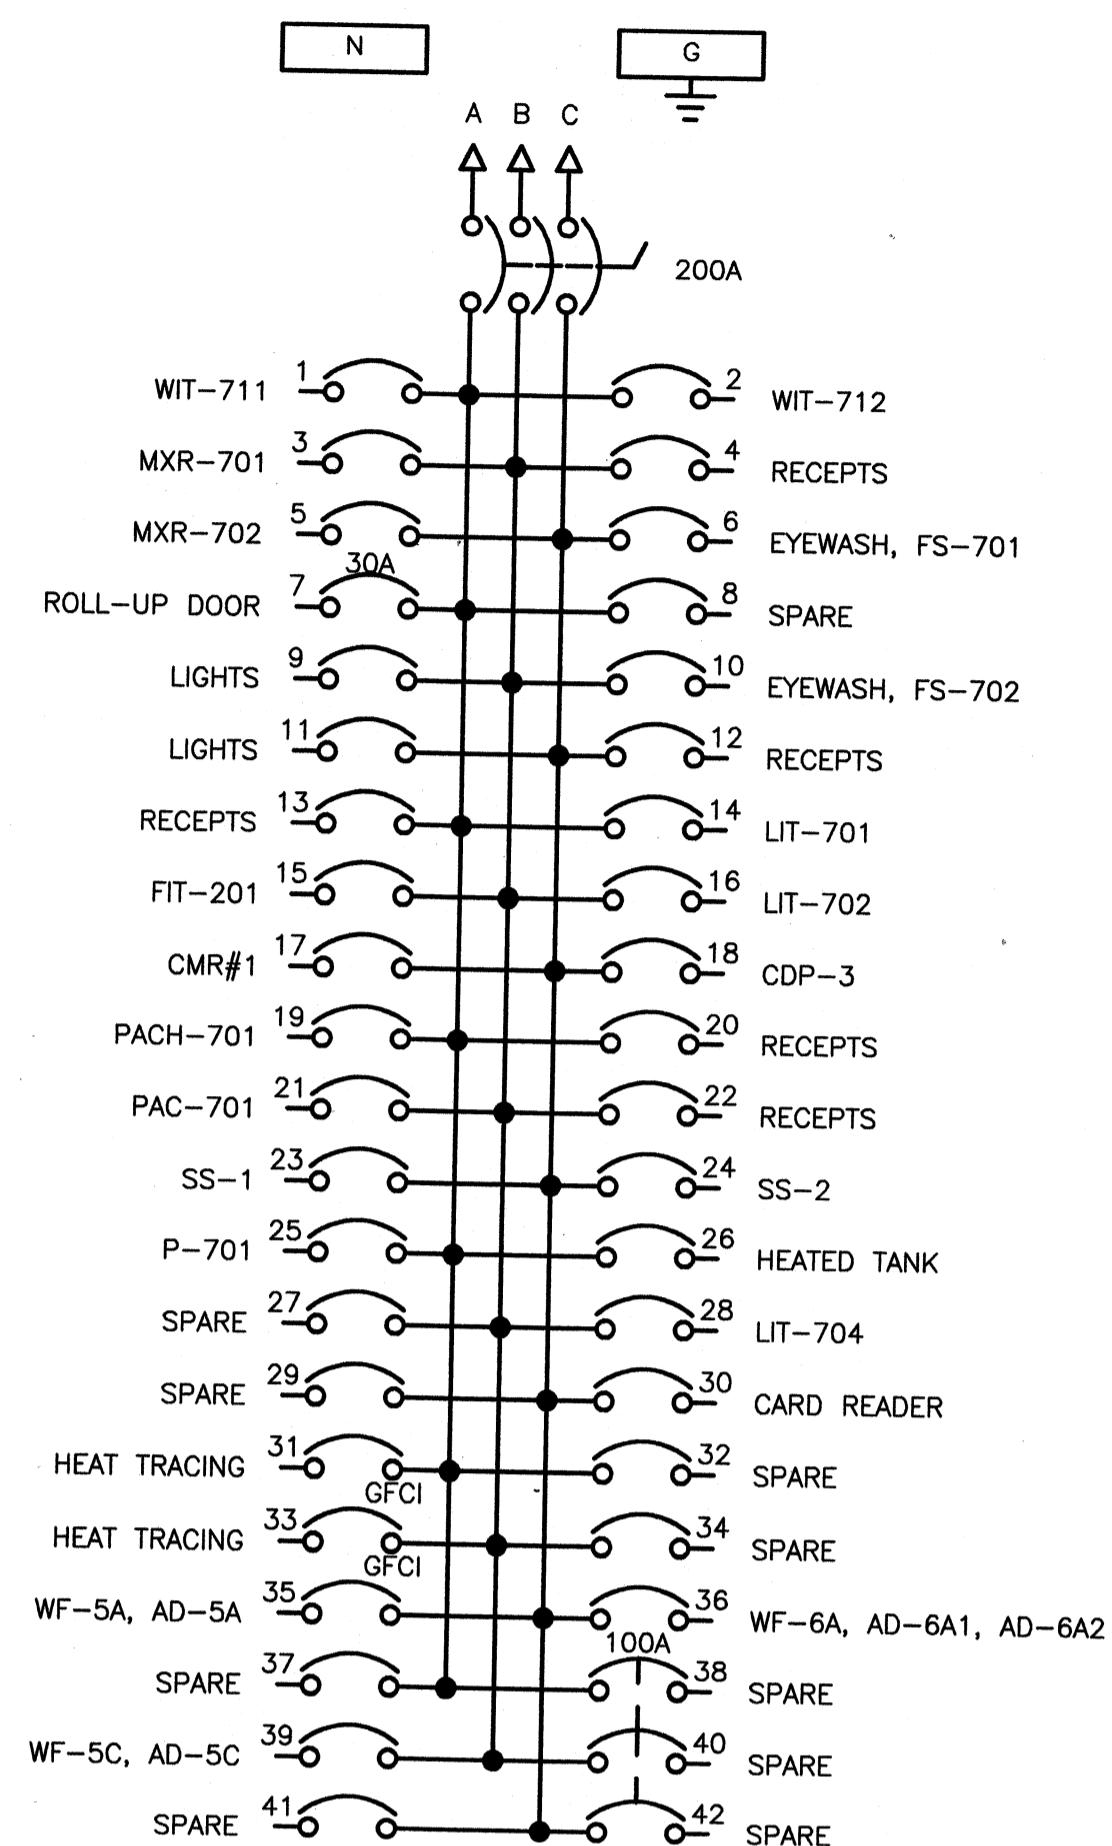 N
G
A B C
200A
WIT-711 1 2 WIT-712
MXR-701 3 4 RECEPTS
MXR-702 5 6 EYEWASH, FS-701
30A
ROLL-UP DOOR 7 8 SPARE
LIGHTS 9 10 EYEWASH, FS-702
LIGHTS 11 12 RECEPTS
RECEPTS 13 14 LIT-701
FIT-201 15 16 LIT-702
CMR#1 17 18 CDP-3
PACH-701 19 20 RECEPTS
PAC-701 21 22 RECEPTS
SS-1 23 24 SS-2
P-701 25 26 HEATED TANK
SPARE 27 28 LIT-704
SPARE 29 30 CARD READER
HEAT TRACING 31 32 SPARE
GFCI
HEAT TRACING 33 34 SPARE
GFCI
WF-5A, AD-5A 35 36 WF-6A, AD-6A1, AD-6A2
100A
SPARE 37 38 SPARE
WF-5C, AD-5C 39 40 SPARE
SPARE 41 42 SPARE